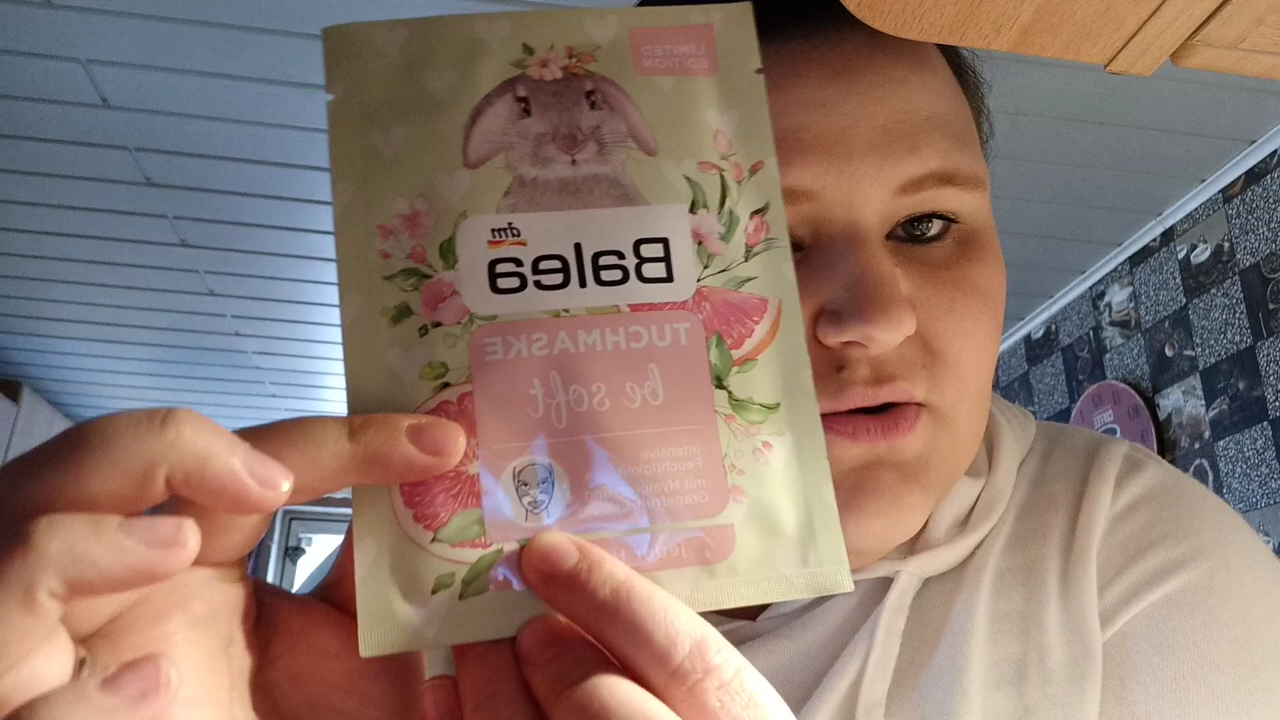 LIMITED
EDITION
dm
Balea
TUCHMASKE
be soft
intensive
Feuchtigkeit
mit Hyaluron